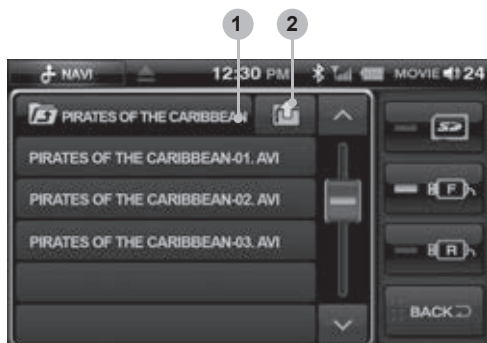 1 2
NAVI 12:30 PM MOVIE 24
PIRATES OF THE CARIBBEAN
PIRATES OF THE CARIBBEAN-01. AVI
PIRATES OF THE CARIBBEAN-02. AVI
PIRATES OF THE CARIBBEAN-03. AVI
SD
F
R
BACK